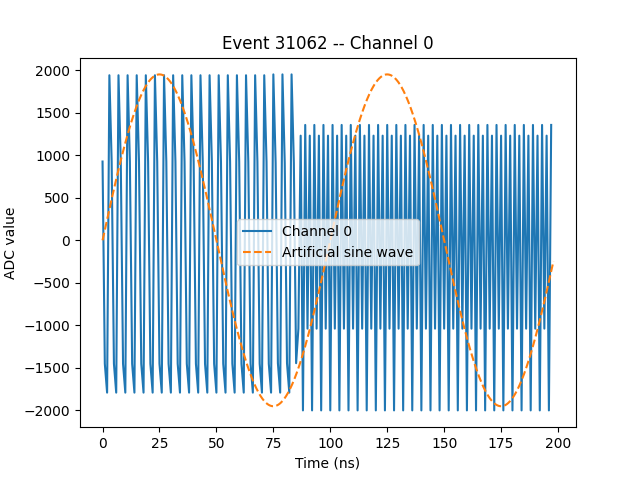 Event 31062 -- Channel 0
2000
1500
1000
500
0
−500
−1000
−1500
−2000
ADC value
Channel 0
Artificial sine wave
0 25 50 75 100 125 150 175 200
Time (ns)